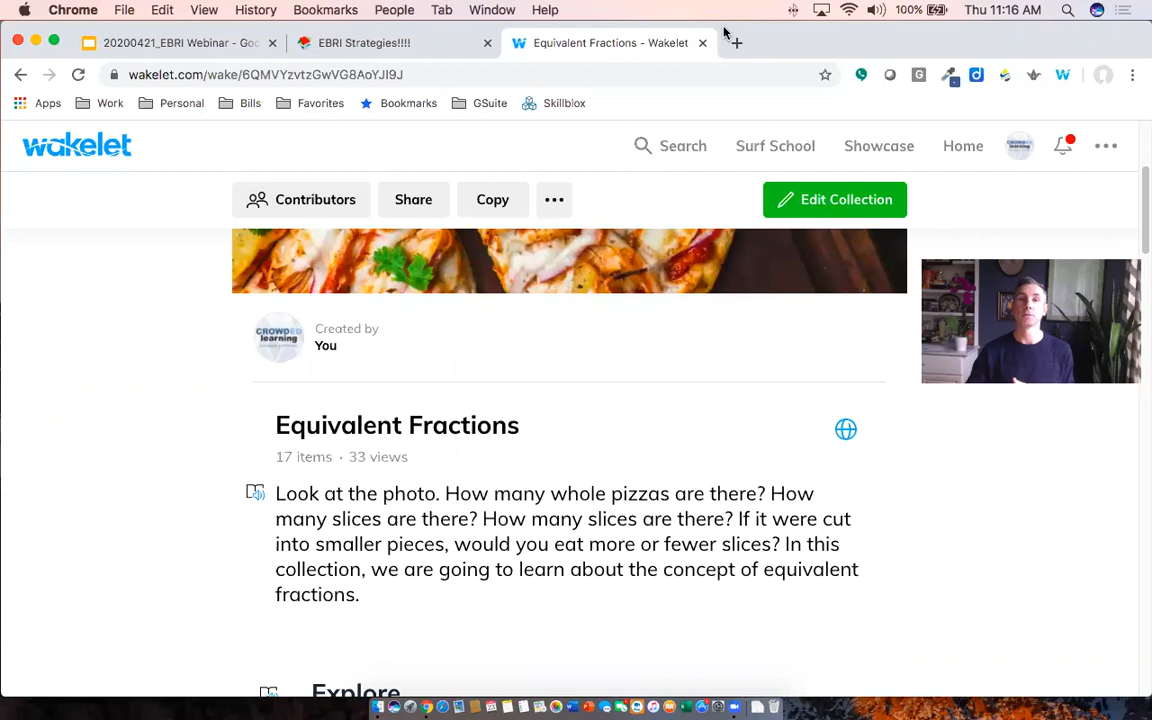 Chrome File Edit View History Bookmarks People Tab Window Help 100% Thu 11:16 AM
20200421_EBRI Webinar - Goo EBRI Strategies!!!! Equivalent Fractions - Wakelet
wakelet.com/wake/6QMVYzvtzGwVG8AoYJI9J
Apps Work Personal Bills Favorites Bookmarks GSuite Skillblox
wakelet Search Surf School Showcase Home
Contributors Share Copy Edit Collection
Created by
CROWDED
learning
You
Equivalent Fractions
17 items · 33 views
Look at the photo. How many whole pizzas are there? How
many slices are there? How many slices are there? If it were cut
into smaller pieces, would you eat more or fewer slices? In this
collection, we are going to learn about the concept of equivalent
fractions.
Explore